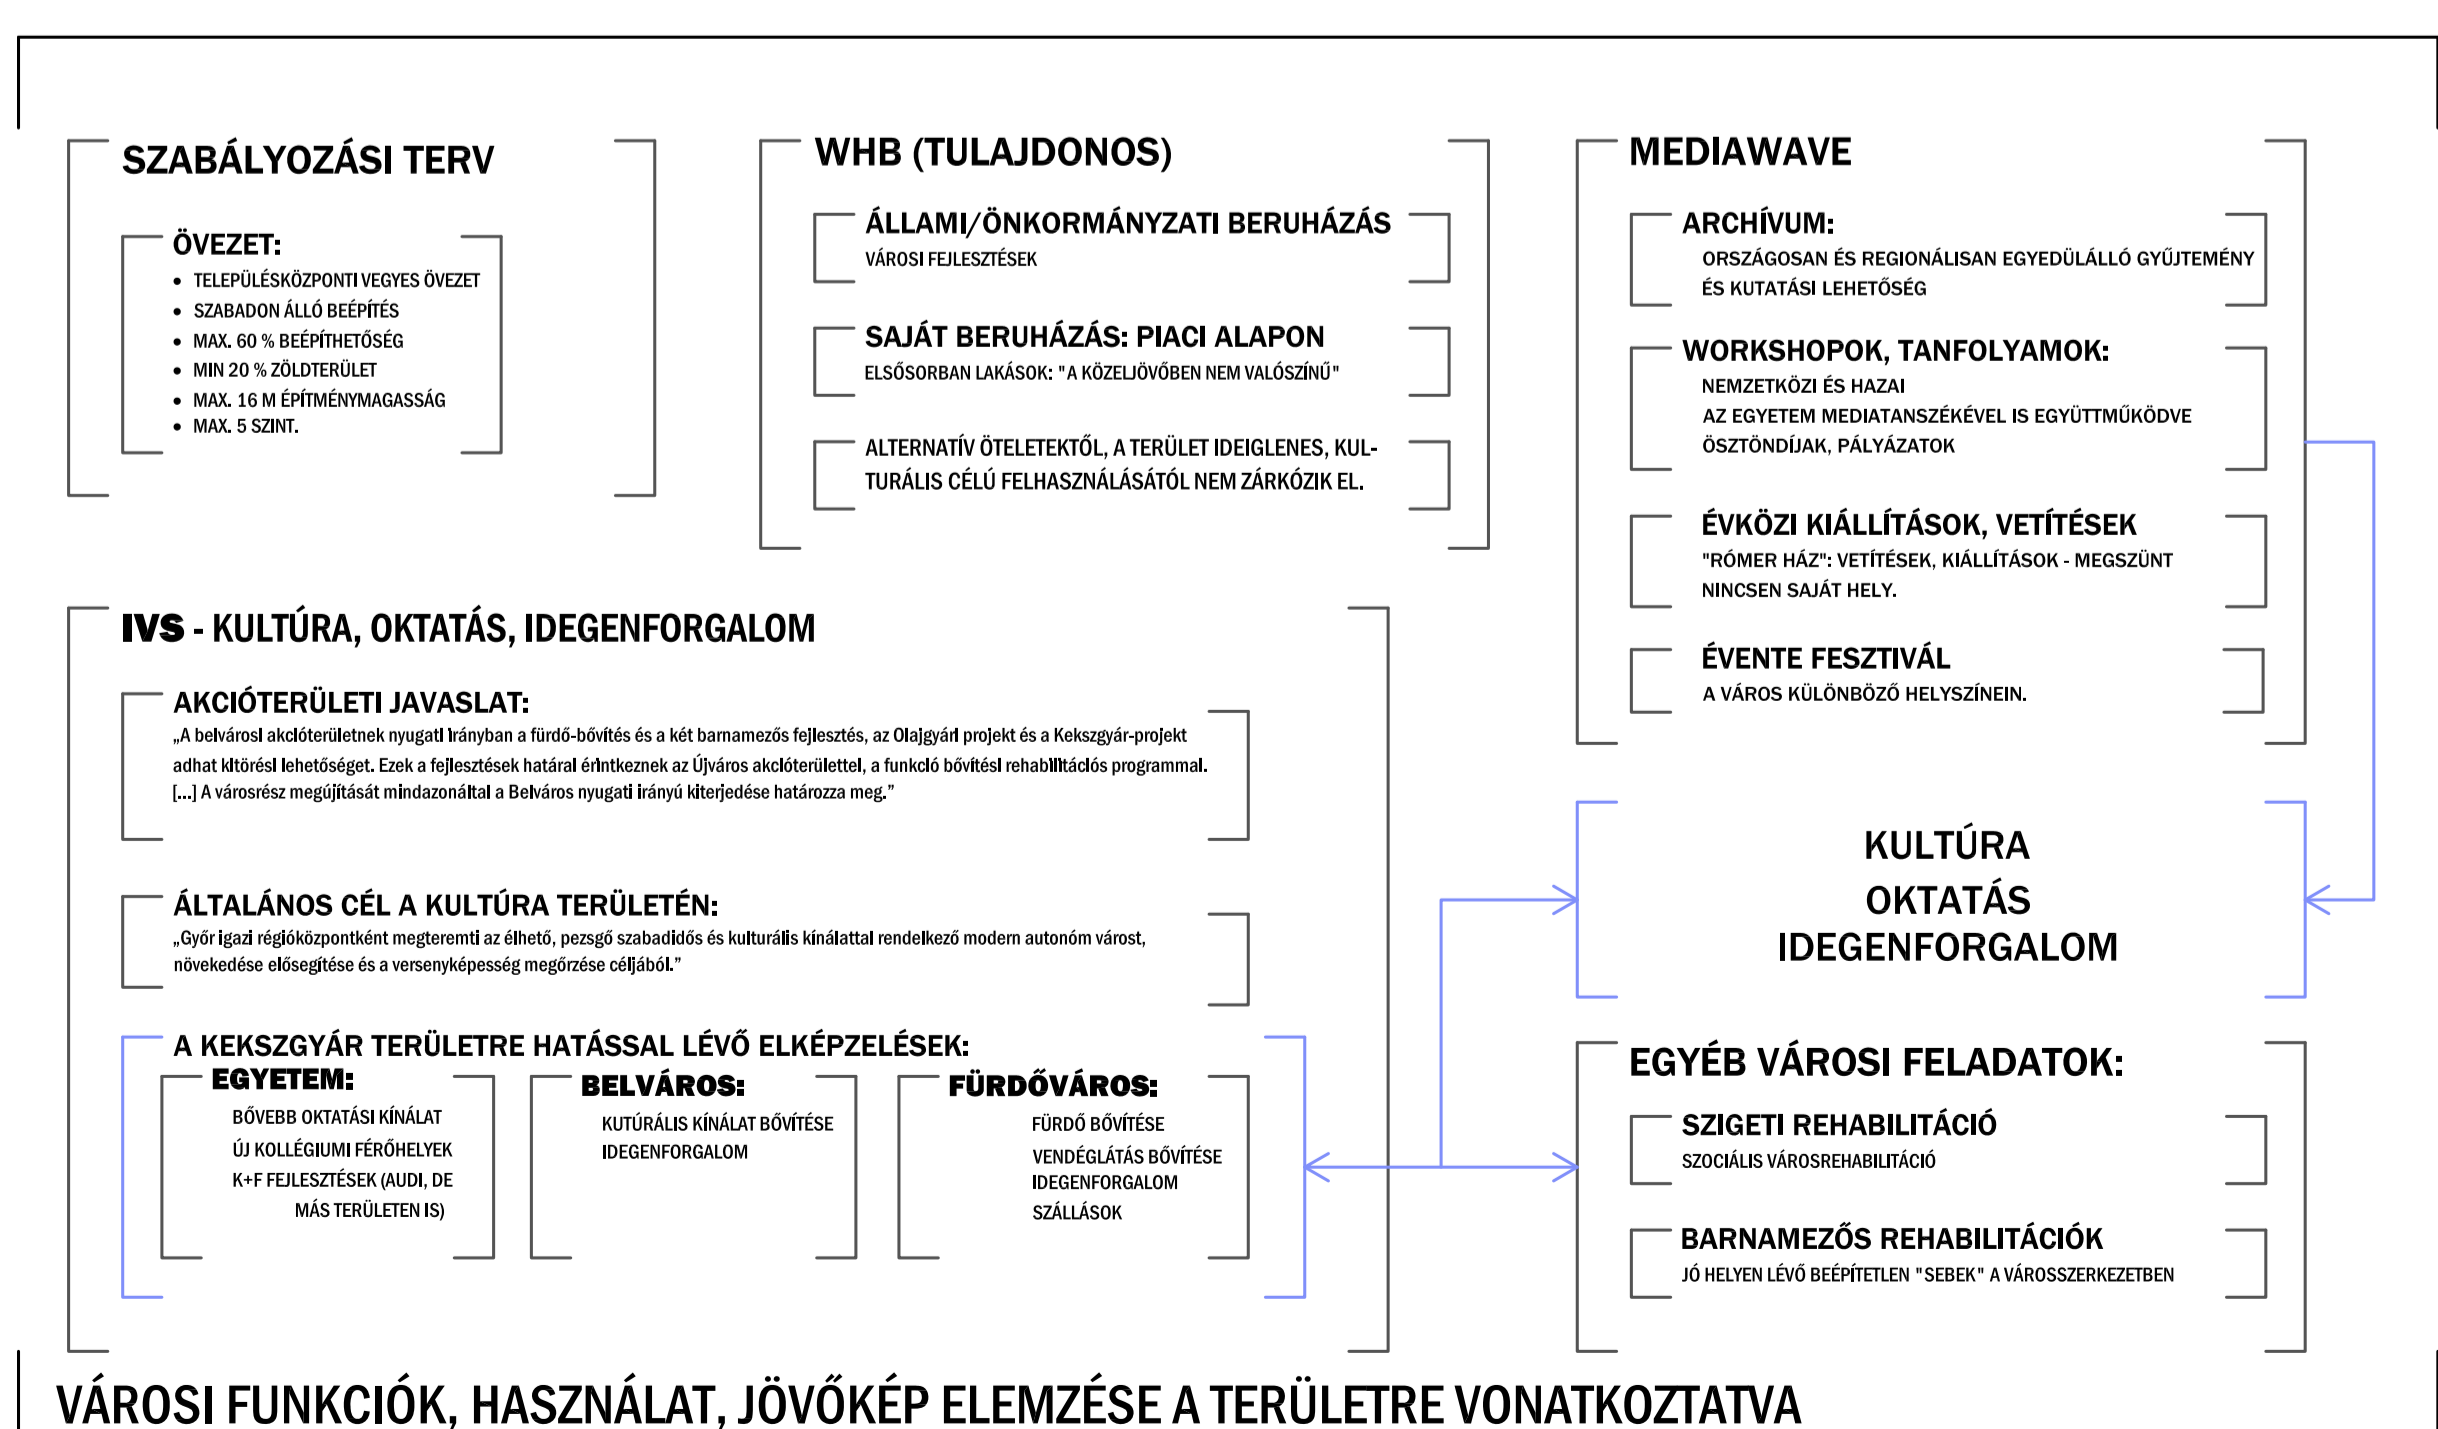 SZABÁLYOZÁSI TERV
ÖVEZET:
• TELEPÜLÉSKÖZPONTI VEGYES ÖVEZET
• SZABADON ÁLLÓ BEÉPÍTÉS
• MAX. 60 % BEÉPÍTHETŐSÉG
• MIN 20 % ZÖLDTERÜLET
• MAX. 16 M ÉPÍTMÉNYMAGASSÁG
• MAX. 5 SZINT.
WHB (TULAJDONOS)
ÁLLAMI/ÖNKORMÁNYZATI BERUHÁZÁS
VÁROSI FEJLESZTÉSEK
SAJÁT BERUHÁZÁS: PIACI ALAPON
ELSŐSORBAN LAKÁSOK: "A KÖZELJÖVŐBEN NEM VALÓSZÍNŰ"
ALTERNATÍV ÖTELETEKTŐL, A TERÜLET IDEIGLENES, KUL-
TURÁLIS CÉLÚ FELHASZNÁLÁSÁTÓL NEM ZÁRKÓZIK EL.
MEDIAWAVE
ARCHÍVUM:
ORSZÁGOSAN ÉS REGIONÁLISAN EGYEDÜLÁLLÓ GYŰJTEMÉNY
ÉS KUTATÁSI LEHETŐSÉG
WORKSHOPOK, TANFOLYAMOK:
NEMZETKÖZI ÉS HAZAI
AZ EGYETEM MEDIATANSZÉKÉVEL IS EGYÜTTMŰKÖDVE
ÖSZTÖNDÍJAK, PÁLYÁZATOK
ÉVKÖZI KIÁLLÍTÁSOK, VETÍTÉSEK
"RÓMER HÁZ": VETÍTÉSEK, KIÁLLÍTÁSOK - MEGSZÜNT
NINCSEN SAJÁT HELY.
ÉVENTE FESZTIVÁL
A VÁROS KÜLÖNBÖZŐ HELYSZÍNEIN.
IVS - KULTÚRA, OKTATÁS, IDEGENFORGALOM
AKCIÓTERÜLETI JAVASLAT:
„A belvárosi akcióterületnek nyugati irányban a fürdő-bővítés és a két barnamezős fejlesztés, az Olajgyári projekt és a Kekszgyár-projekt
adhat kitörési lehetőséget. Ezek a fejlesztések határai érintkeznek az Újváros akcióterülettel, a funkció bővítési rehabilitációs programmal.
[...] A városrész megújítását mindazonáltal a Belváros nyugati irányú kiterjedése határozza meg.”
ÁLTALÁNOS CÉL A KULTÚRA TERÜLETÉN:
„Győr igazi régióközpontként megteremti az élhető, pezsgő szabadidős és kulturális kínálattal rendelkező modern autonóm várost,
növekedése elősegítése és a versenyképesség megőrzése céljából.”
A KEKSZGYÁR TERÜLETRE HATÁSSAL LÉVŐ ELKÉPZELÉSEK:
EGYETEM:
BŐVEBB OKTATÁSI KÍNÁLAT
ÚJ KOLLÉGIUMI FÉRŐHELYEK
K+F FEJLESZTÉSEK (AUDI, DE
MÁS TERÜLETEN IS)
BELVÁROS:
KUTÚRÁLIS KÍNÁLAT BŐVÍTÉSE
IDEGENFORGALOM
FÜRDŐVÁROS:
FÜRDŐ BŐVÍTÉSE
VENDÉGLÁTÁS BŐVÍTÉSE
IDEGENFORGALOM
SZÁLLÁSOK
KULTÚRA
OKTATÁS
IDEGENFORGALOM
EGYÉB VÁROSI FELADATOK:
SZIGETI REHABILITÁCIÓ
SZOCIÁLIS VÁROSREHABILITÁCIÓ
BARNAMEZŐS REHABILITÁCIÓK
JÓ HELYEN LÉVŐ BEÉPÍTETLEN "SEBEK" A VÁROSSZERKEZETBEN
VÁROSI FUNKCIÓK, HASZNÁLAT, JÖVŐKÉP ELEMZÉSE A TERÜLETRE VONATKOZTATVA